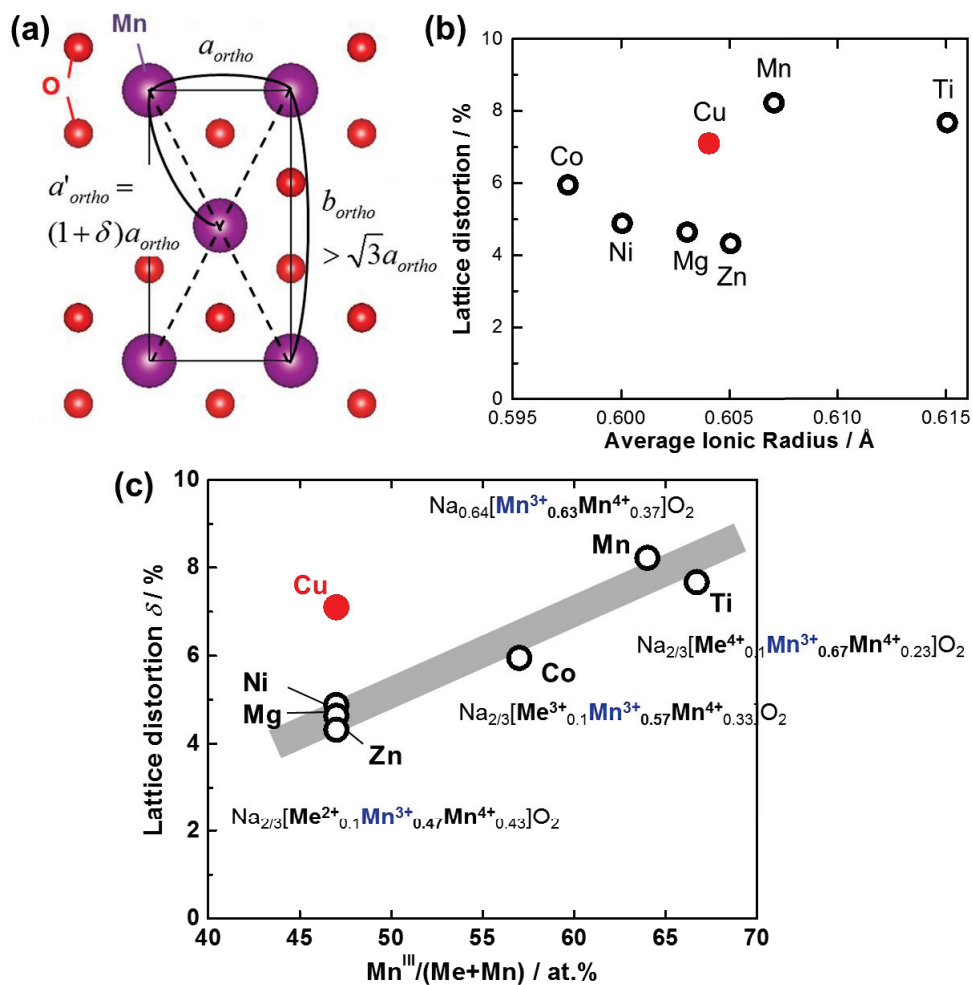 (a)
Mn
O
a_ortho
a'_ortho =
(1+δ)a_ortho
b_ortho
> √3a_ortho
(b)
10
8
6
4
2
0
Lattice distortion / %
Co
Ni
Cu
Mg
Zn
Mn
Ti
0.595
0.600
0.605
0.610
0.615
Average Ionic Radius / Å
(c)
10
8
6
4
2
0
Lattice distortion δ / %
Na0.64[Mn3+0.63Mn4+0.37]O2
Mn
Cu
Ti
Na2/3[Me4+0.1Mn3+0.67Mn4+0.23]O2
Ni
Mg
Co
Na2/3[Me3+0.1Mn3+0.57Mn4+0.33]O2
Zn
Na2/3[Me2+0.1Mn3+0.47Mn4+0.43]O2
40
45
50
55
60
65
70
MnIII/(Me+Mn) / at.%